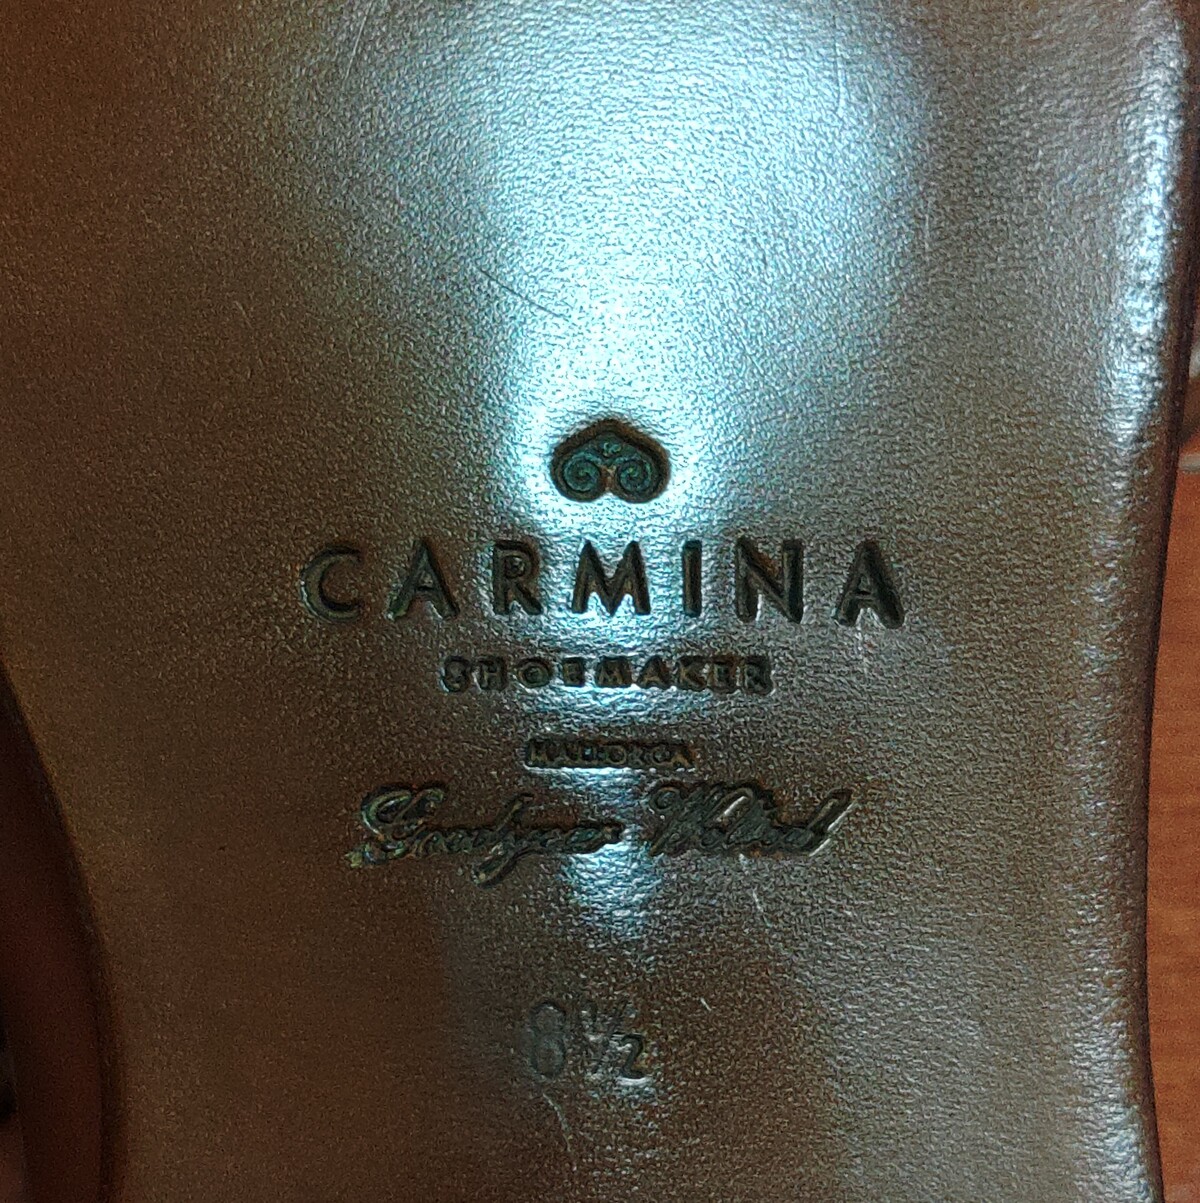 CARMINA
SHOEMAKER
MALLORCA
Goodyear Welted
8½